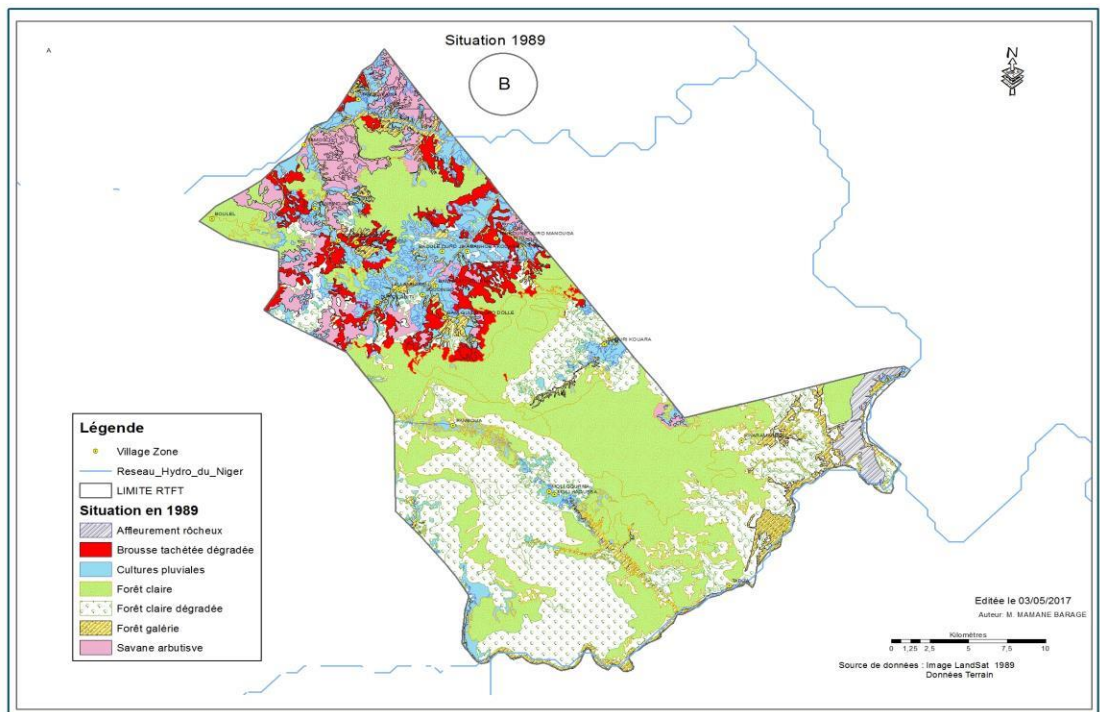 A
Situation 1989
B
N
BOUGEL
Légende
Village Zone
Reseau_Hydro_du_Niger
LIMITE RTFT
Situation en 1989
Affleurement rôcheux
Brousse tachétée dégradée
Cultures pluviales
Forêt claire
Forêt claire dégradée
Forêt galérie
Savane arbutisve
Editée le 03/05/2017
Auteur: M. MAMANE BARAGE
Kilomètres
0 1,25 2,5 5 7,5 10
Source de données : Image LandSat 1989
Données Terrain